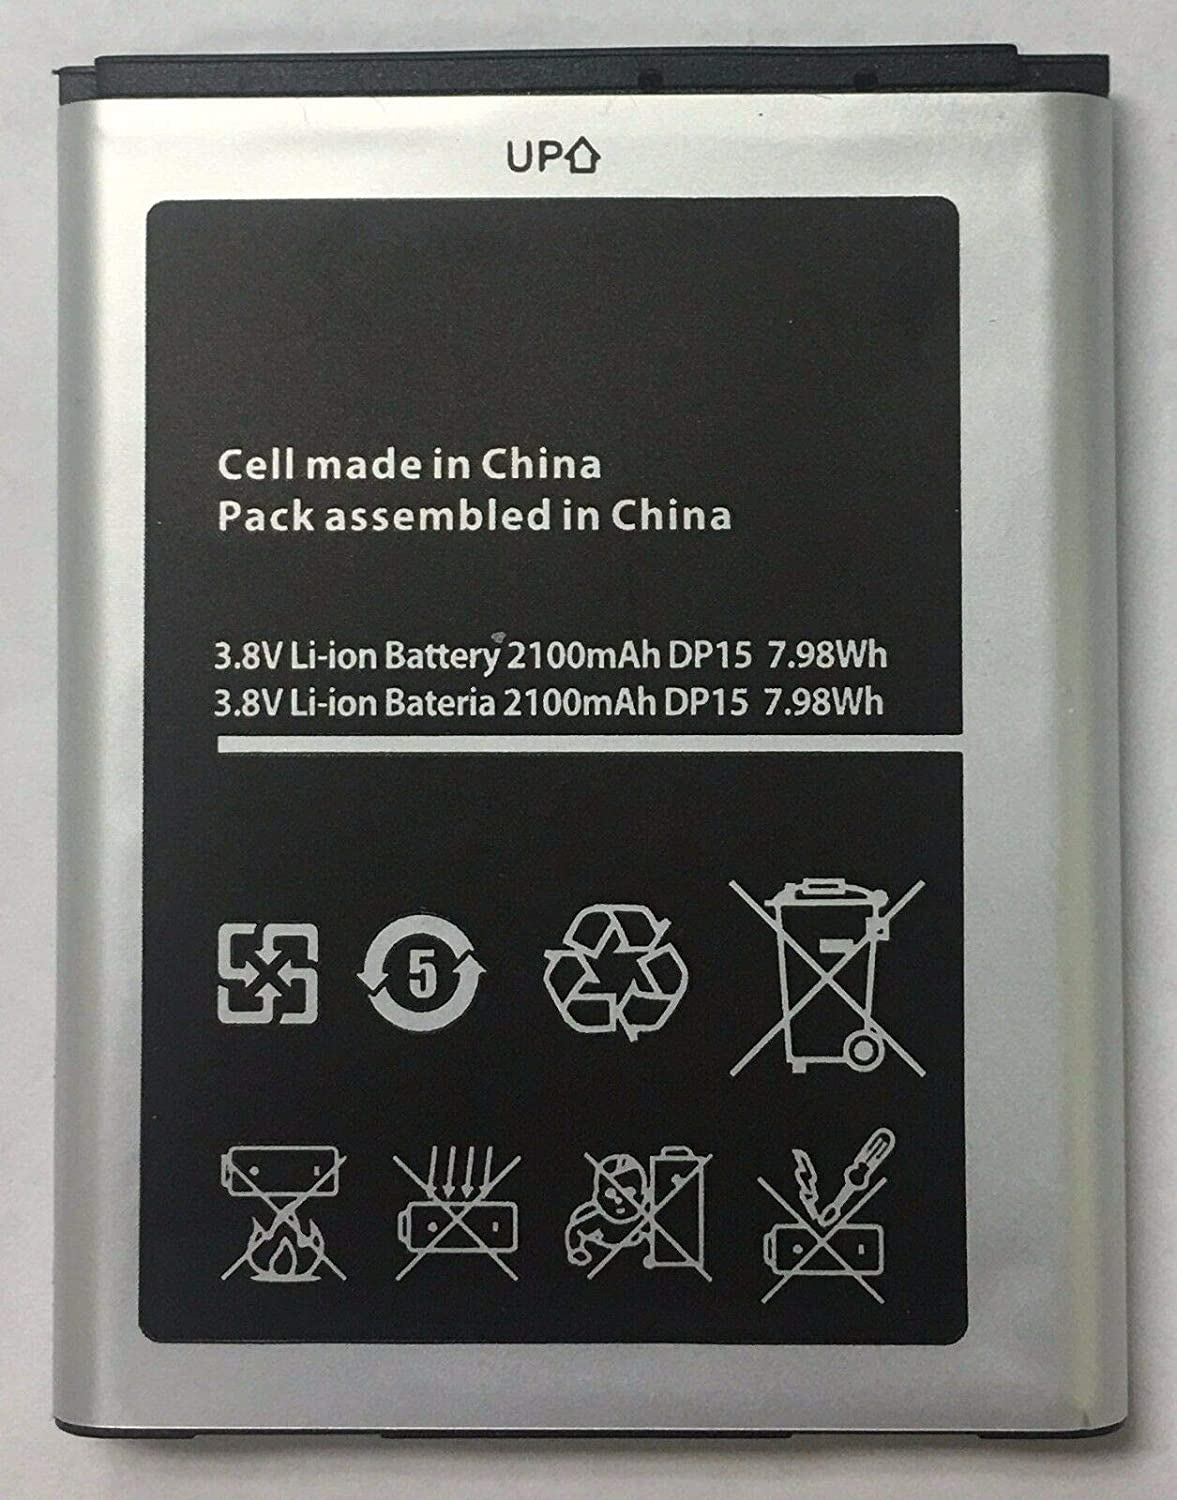 UP
Cell made in China
Pack assembled in China
3.8V Li-ion Battery 2100mAh DP15 7.98Wh
3.8V Li-ion Bateria 2100mAh DP15 7.98Wh
5